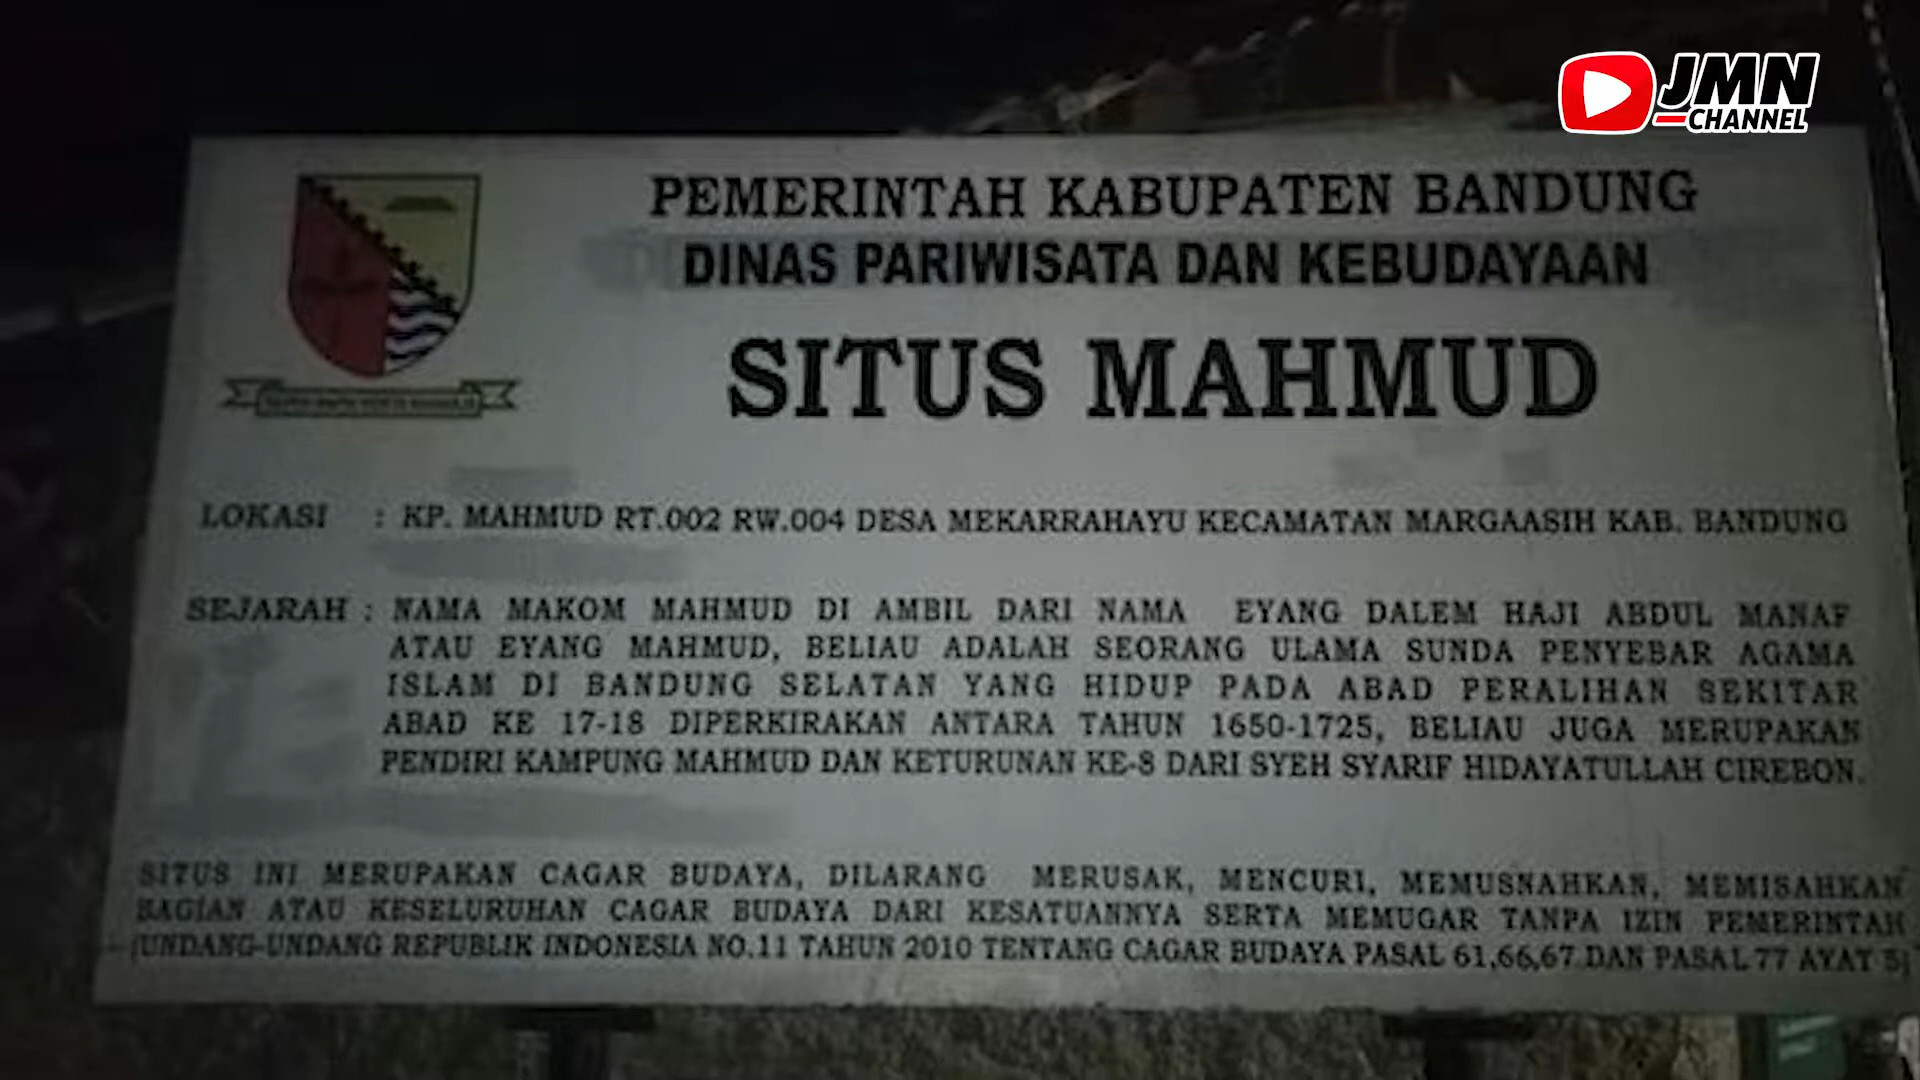 JMN
CHANNEL
PEMERINTAH KABUPATEN BANDUNG
DINAS PARIWISATA DAN KEBUDAYAAN
SITUS MAHMUD
LOKASI : KP. MAHMUD RT.002 RW.004 DESA MEKARRAHAYU KECAMATAN MARGAASIH KAB. BANDUNG
SEJARAH : NAMA MAKOM MAHMUD DI AMBIL DARI NAMA EYANG DALEM HAJI ABDUL MANAF
ATAU EYANG MAHMUD, BELIAU ADALAH SEORANG ULAMA SUNDA PENYEBAR AGAMA
ISLAM DI BANDUNG SELATAN YANG HIDUP PADA ABAD PERALIHAN SEKITAR
ABAD KE 17-18 DIPERKIRAKAN ANTARA TAHUN 1650-1725, BELIAU JUGA MERUPAKAN
PENDIRI KAMPUNG MAHMUD DAN KETURUNAN KE-8 DARI SYEH SYARIF HIDAYATULLAH CIREBON.
SITUS INI MERUPAKAN CAGAR BUDAYA, DILARANG MERUSAK, MENCURI, MEMUSNAHKAN, MEMISAHKAN
BAGIAN ATAU KESELURUHAN CAGAR BUDAYA DARI KESATUANNYA SERTA MEMUGAR TANPA IZIN PEMERINTAH
(UNDANG-UNDANG REPUBLIK INDONESIA NO.11 TAHUN 2010 TENTANG CAGAR BUDAYA PASAL 61,66,67 DAN PASAL 77 AYAT 5)